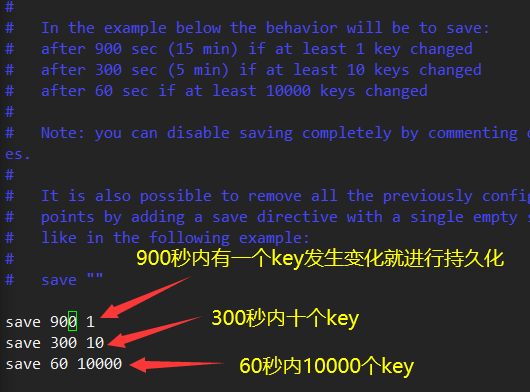 #
#   In the example below the behavior will be to save:
#   after 900 sec (15 min) if at least 1 key changed
#   after 300 sec (5 min) if at least 10 keys changed
#   after 60 sec if at least 10000 keys changed
#
#   Note: you can disable saving completely by commenting
es.
#
#   It is also possible to remove all the previously
#   points by adding a save directive with a single empty
#   like in the following example:
#
#   save ""
900秒内有一个key发生变化就进行持久化
save 900 1
300秒内十个key
save 300 10
save 60 10000
60秒内10000个key